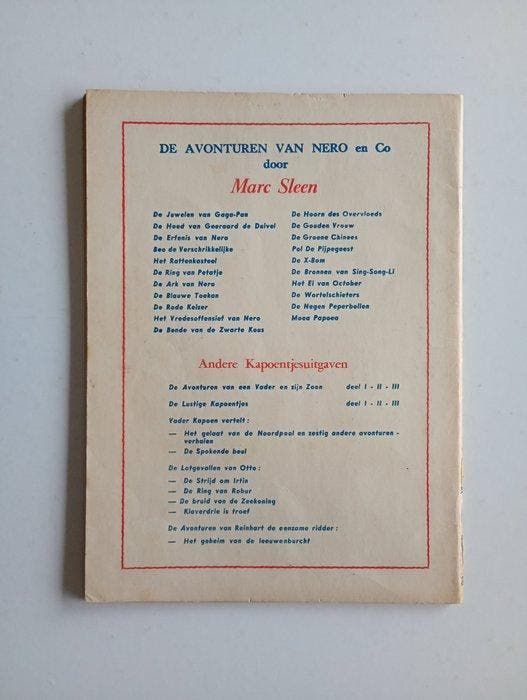 DE AVONTUREN VAN NERO en Co
door
Marc Sleen
De Juwelen van Gaga-Pan
De Hoed van Geeraard de Duivel
De Erfenis van Nero
Beo de Verschrikkelijke
Het Rattenkasteel
De Ring van Petatje
De Ark van Nero
De Blauwe Toekan
De Rode Keizer
Het Vredesoffensief van Nero
De Bende van de Zwarte Kous
De Hoorn des Overvloeds
De Gouden Vrouw
De Groene Chinees
Pol De Pijpegeest
De X-Bom
De Bronnen van Sing-Song-Li
Het Ei van October
De Wortelschieters
De Negen Peperbollen
Moea Papoea
Andere Kapoentjesuitgaven
De Avonturen van een Vader en zijn Zoon deel I - II - III
De Lustige Kapoentjes deel I - II - III
Vader Kapoen vertelt :
— Het gelaat van de Noordpool en zestig andere avonturen -
verhalen
— De Spokende beul
De Lotgevallen van Otto :
— De Strijd om Irtin
— De Ring van Robur
— De bruid van de Zeekoning
— Klaverdrie is troef
De Avonturen van Reinhart de eenzame ridder :
— Het geheim van de leeuwenburcht